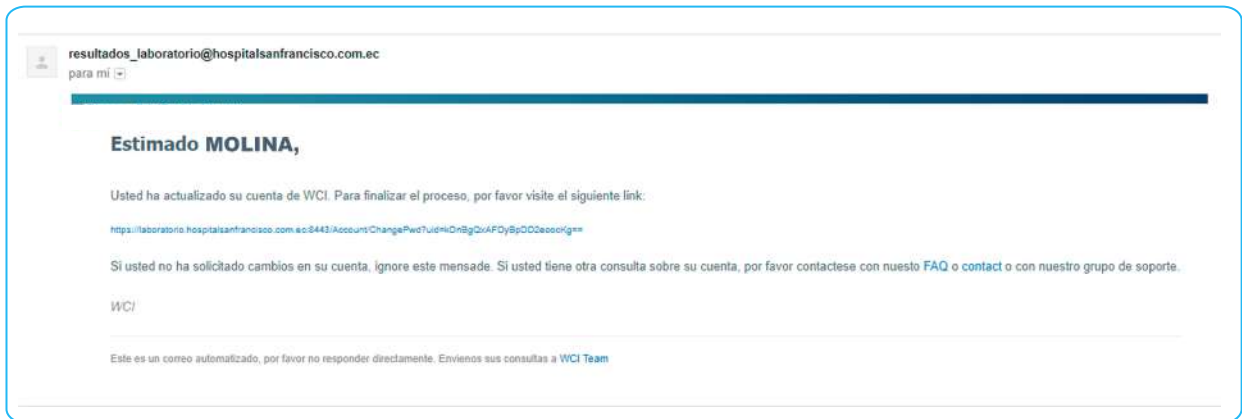 resultados_laboratorio@hospitalsanfrancisco.com.ec
para mí
Estimado MOLINA,
Usted ha actualizado su cuenta de WCI. Para finalizar el proceso, por favor visite el siguiente link:
https://laboratorio.hospitalsanfrancisco.com.ec:8443/Account/ChangePwd?uid=
Si usted no ha solicitado cambios en su cuenta, ignore este mensade. Si usted tiene otra consulta sobre su cuenta, por favor contactese con nuesto FAQ o contact o con nuestro grupo de soporte.
WCI
Este es un correo automatizado, por favor no responder directamente. Envienos sus consultas a WCI Team